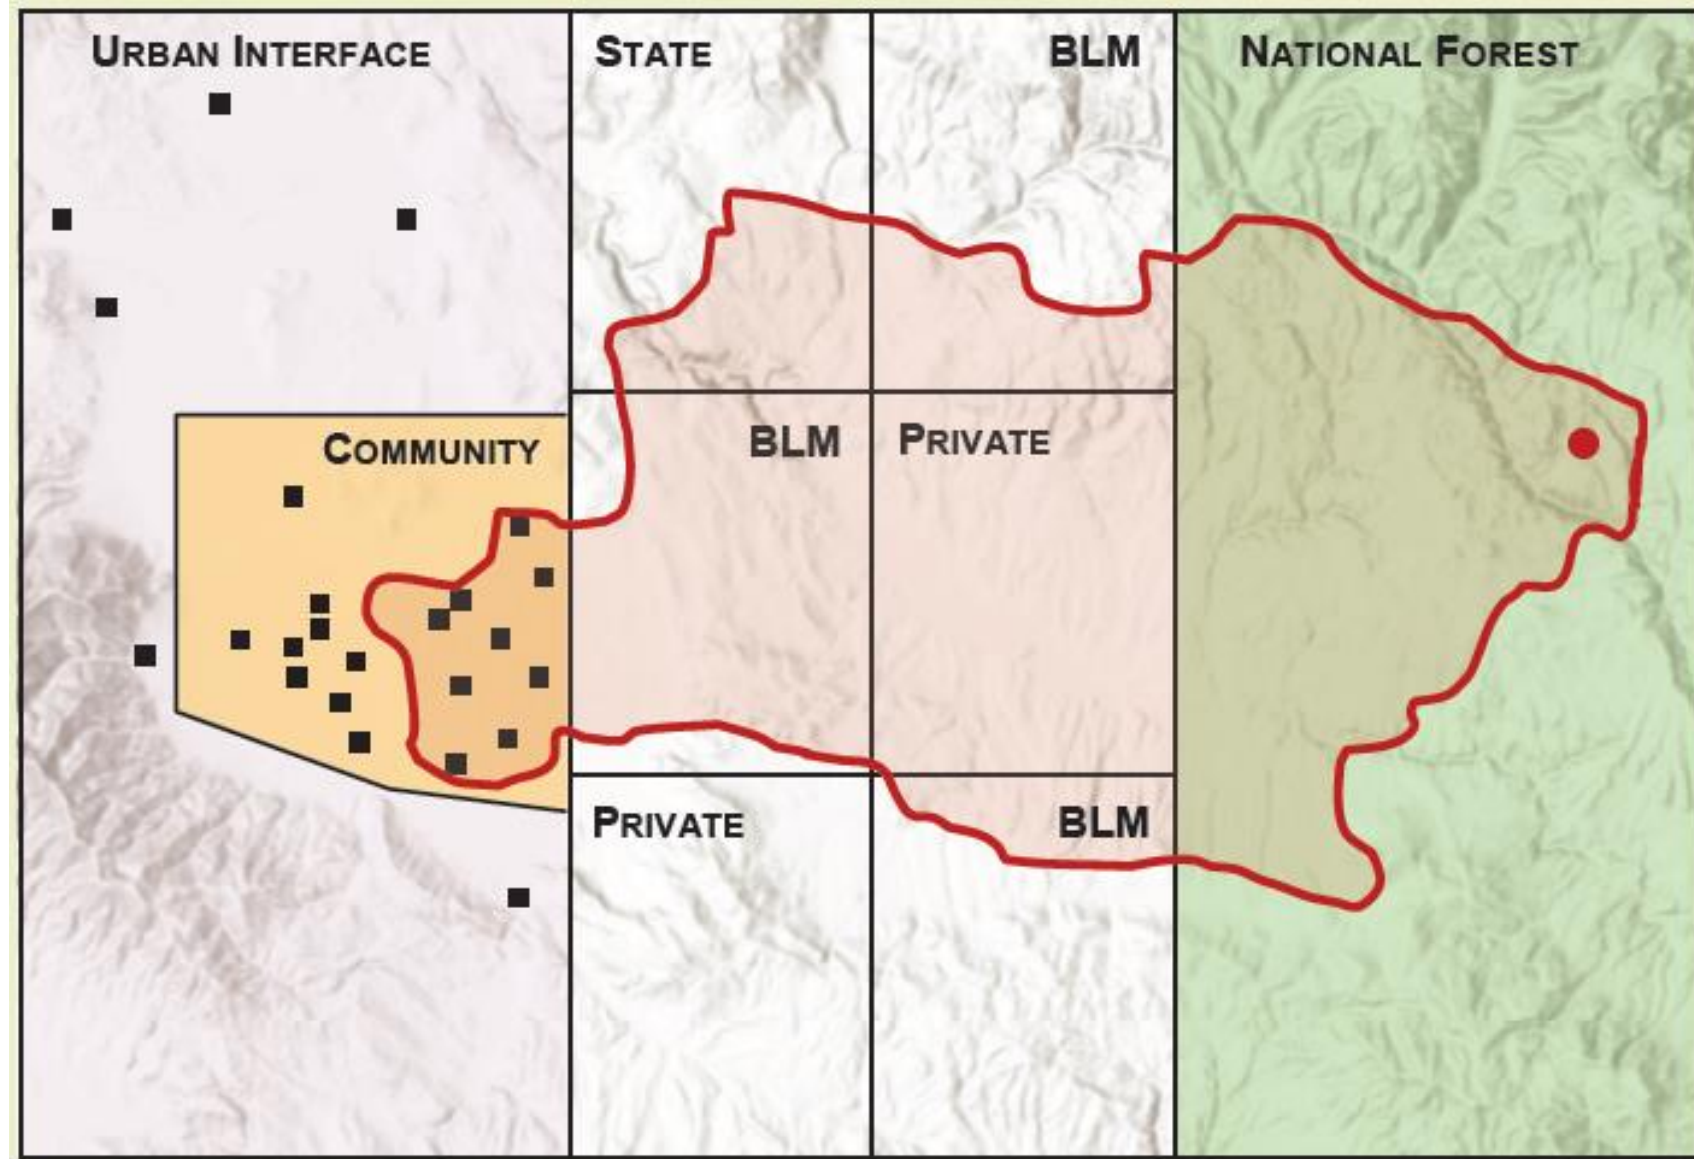 URBAN INTERFACE
STATE
BLM
NATIONAL FOREST
COMMUNITY
BLM
PRIVATE
PRIVATE
BLM